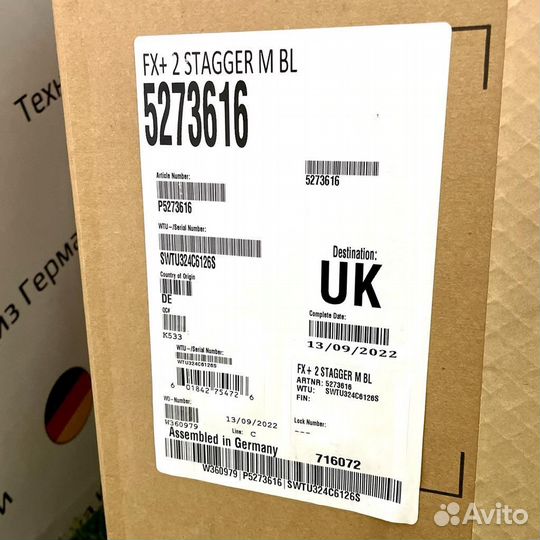 FX+ 2 STAGGER M BL
5273616
Article Number:
P5273616
5273616
WTU-/Serial Number:
SWTU324C6126S
Country of Origin
DE
QC#
K533
Destination:
UK
Complete Date:
13/09/2022
WTU-/Serial Number
WTU324C6126S
6 01842 75472 6
FX+ 2 STAGGER M BL
ARTNR: 5273616
WTU: SWTU324C6126S
FIN:
WO-Number
W360979
13/09/2022
Line: C
Lock Number:
---
Assembled in Germany
716072
W360979 P5273616 SWTU324C6126S
Техн
из Герма
и
Avito